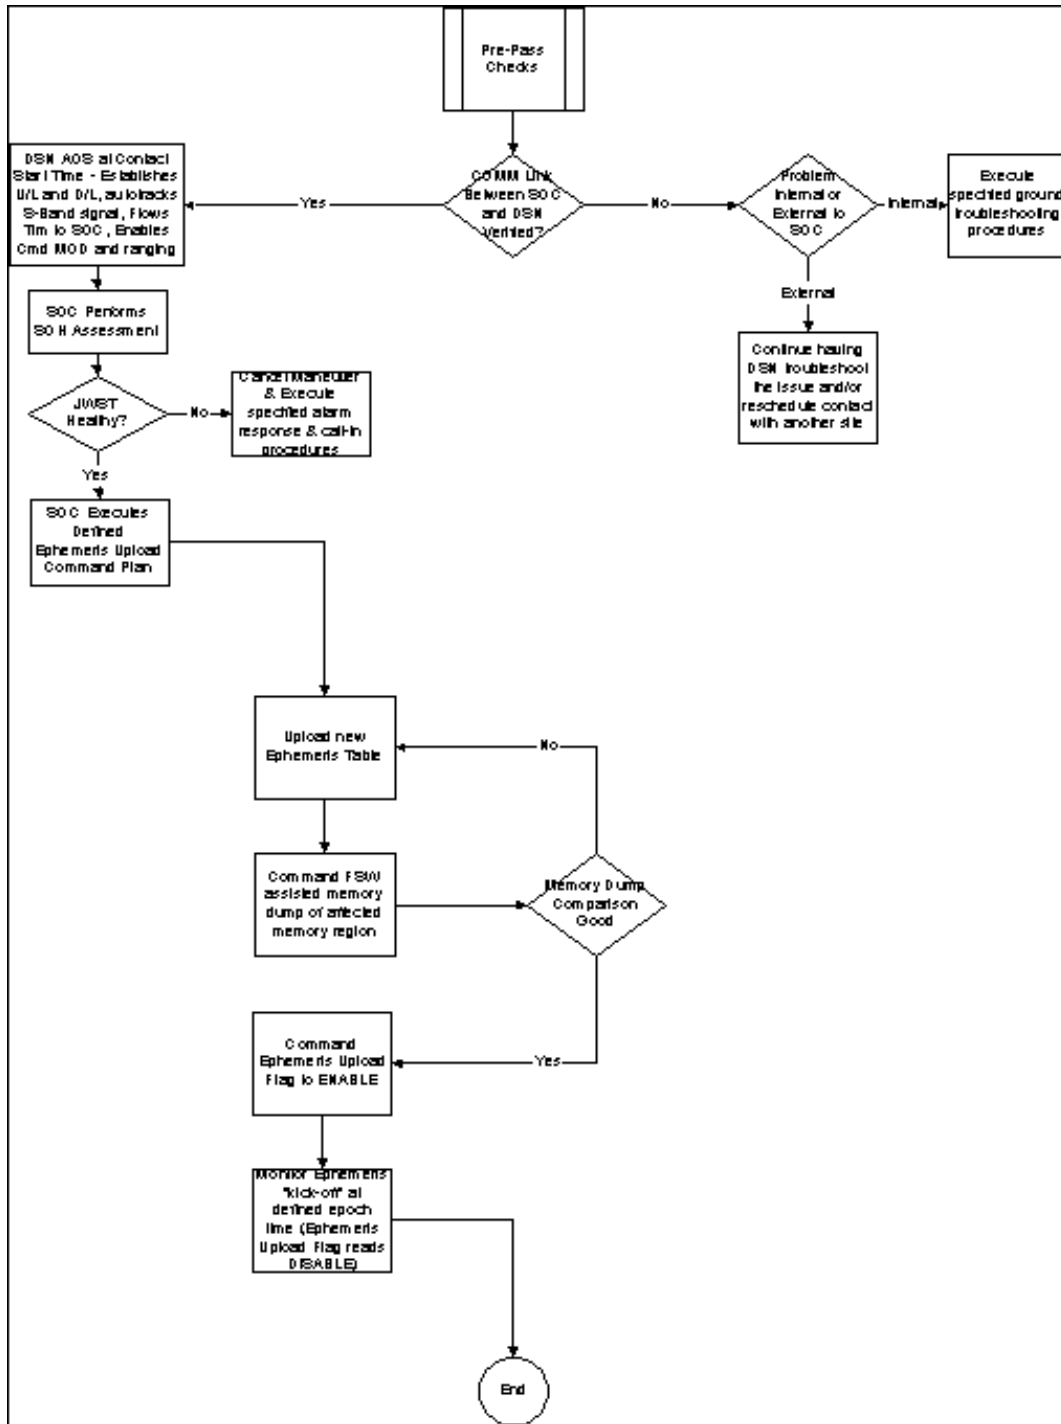 Pre-Pass
Checks
COMM Link
Between SOC
and DSN
Verified?
Yes
No
DSN AOS at Contact
Start Time - Establishes
U/L and D/L, autotracks
S-Band signal, Flows
Tlm to SOC, Enables
Cmd MOD and ranging
Problem
Internal or
External to
SOC
Internal
Execute
specified ground
troubleshooting
procedures
External
Continue having
DSN troubleshoot
the issue and/or
reschedule contact
with another site
SOC Performs
SOH Assessment
JWST
Healthy?
No
Cancel Maneuver
& Execute
specified alarm
response & call-in
procedures
Yes
SOC Executes
Defined
Ephemeris Upload
Command Plan
Upload new
Ephemeris Table
No
Command FSW
assisted memory
dump of affected
memory region
Memory Dump
Comparison
Good
Yes
Command
Ephemeris Upload
Flag to ENABLE
Monitor Ephemeris
"kick-off" at
defined epoch
time (Ephemeris
Upload Flag reads
DISABLE)
End